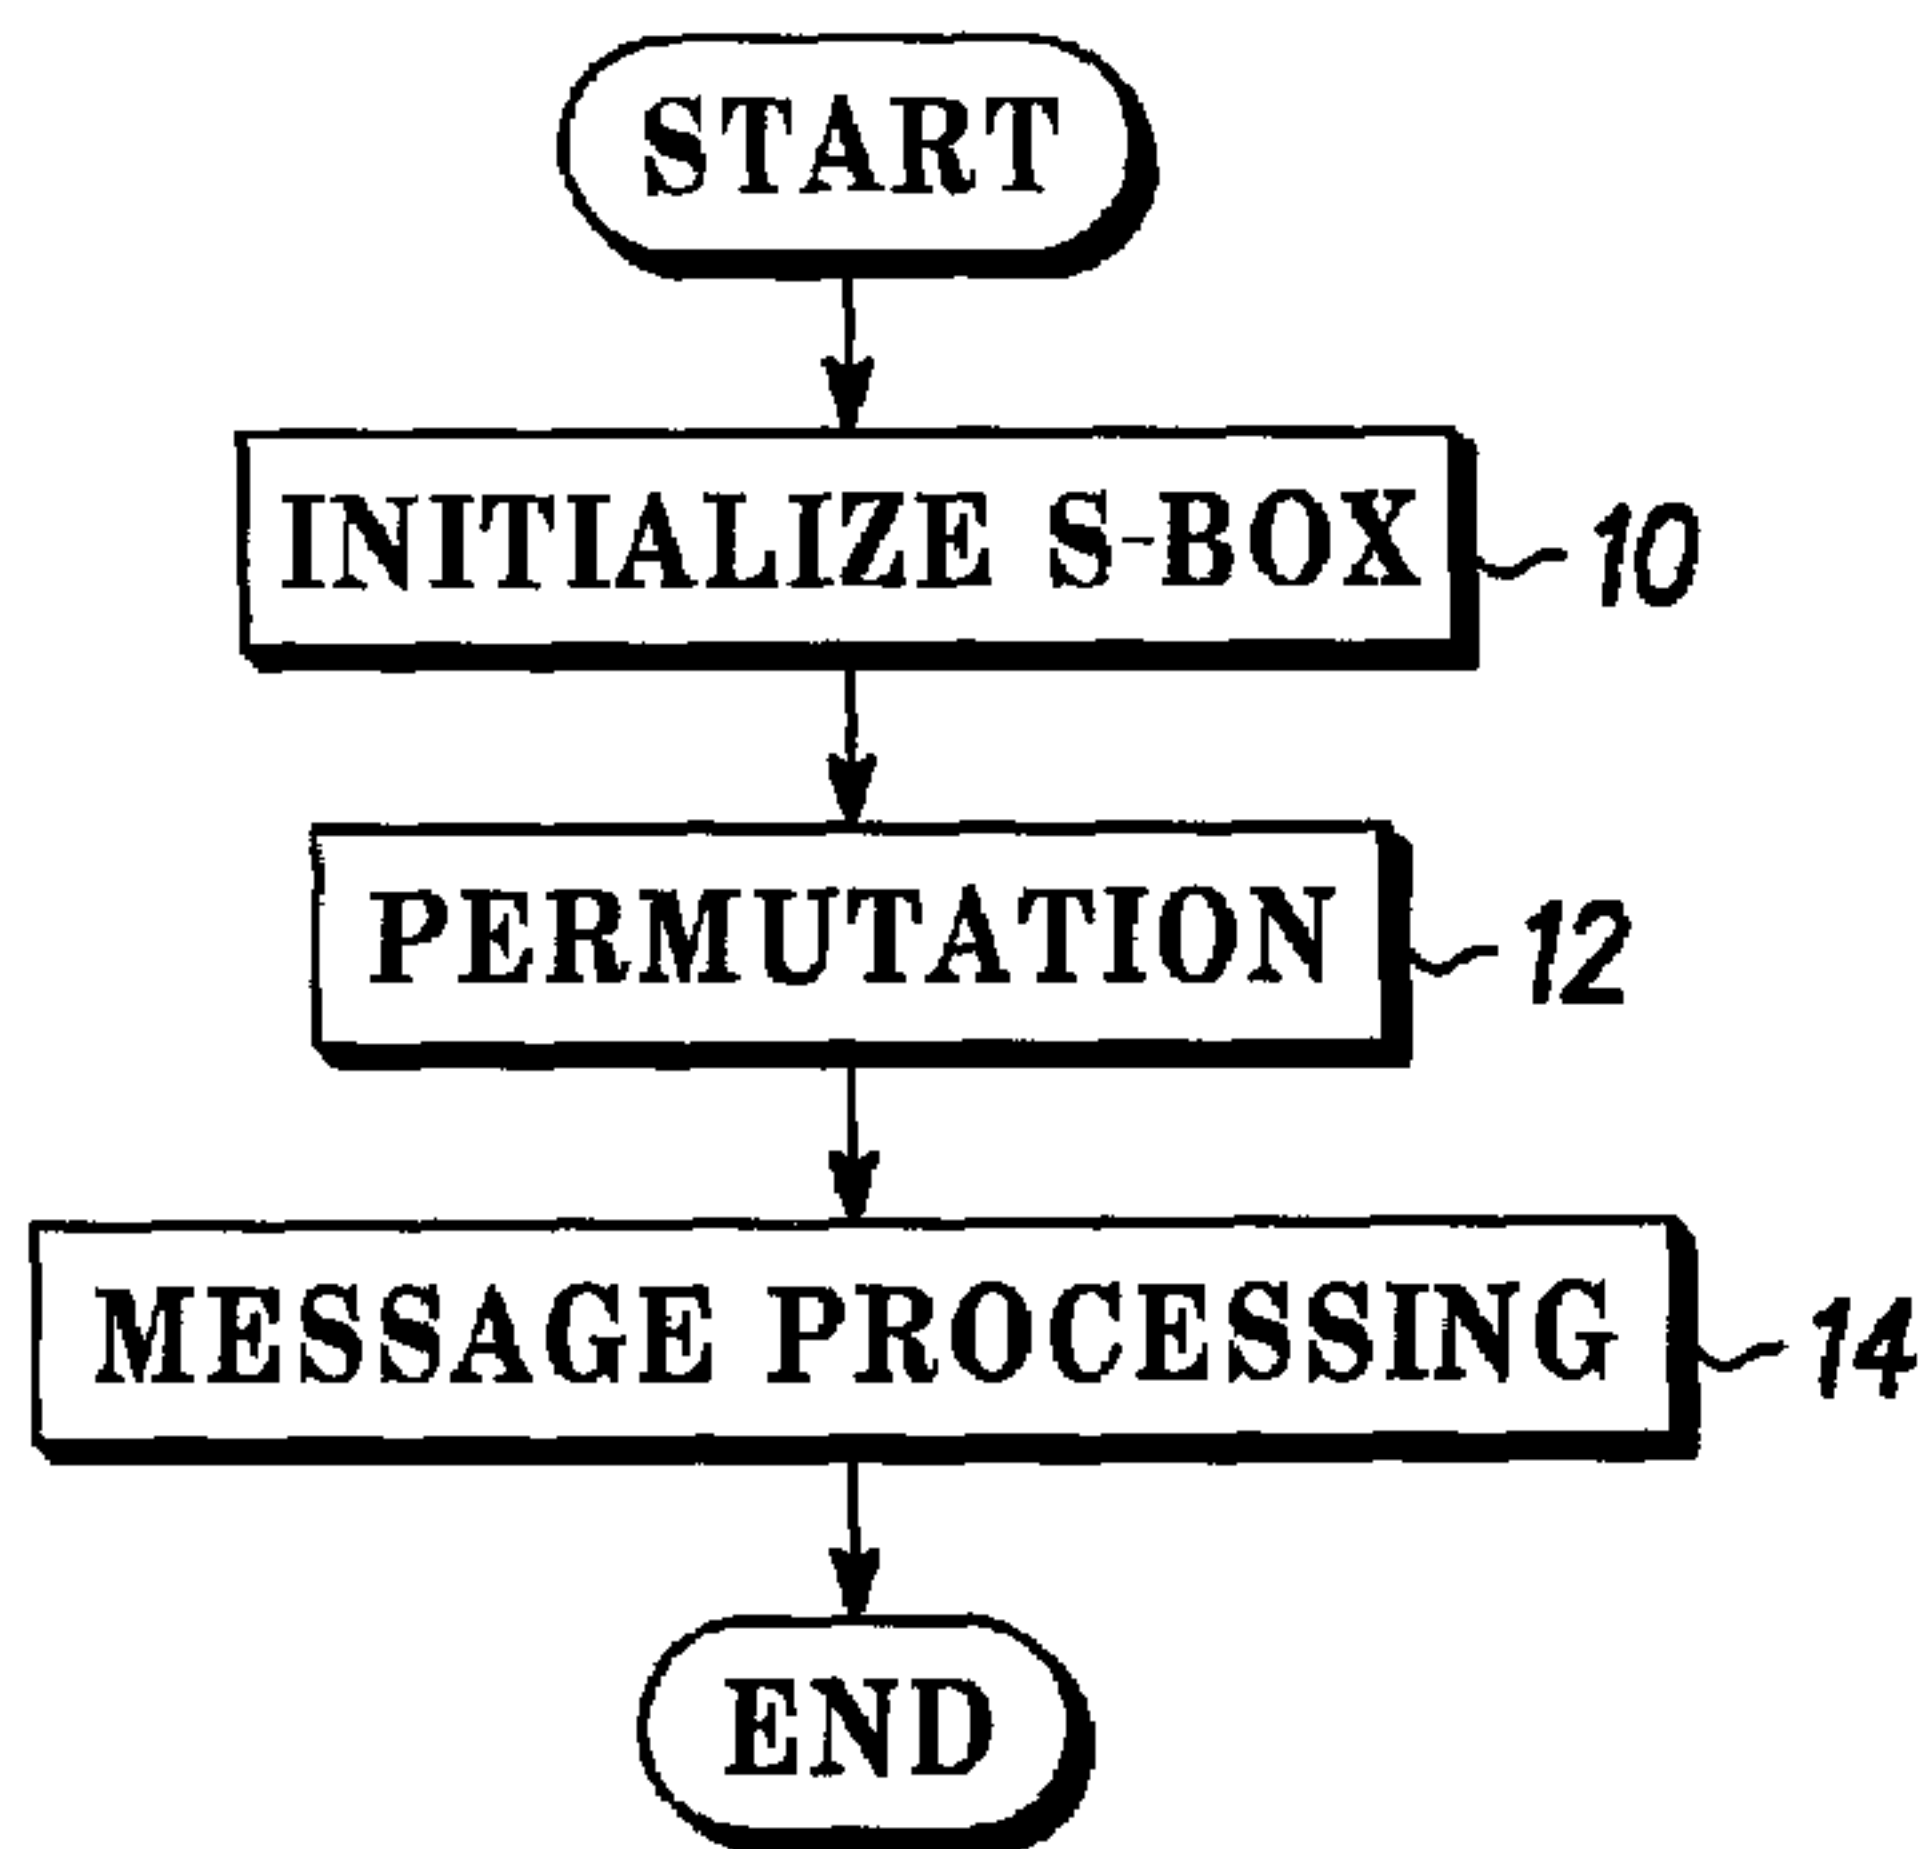 START
INITIALIZE S-BOX
10
PERMUTATION
12
MESSAGE PROCESSING
14
END